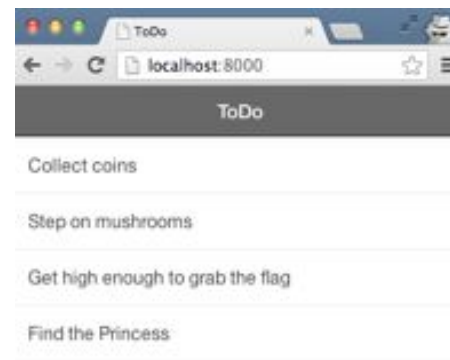 ToDo
localhost:8000
ToDo
Collect coins
Step on mushrooms
Get high enough to grab the flag
Find the Princess